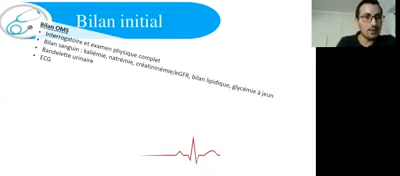 Bilan initial
Bilan OMS
• Interrogatoire et examen physique complet
• Bilan sanguin : kaliémie, natrémie, créatininémie/eGFR, bilan lipidique, glycémie à jeun
• Bandelette urinaire
• ECG